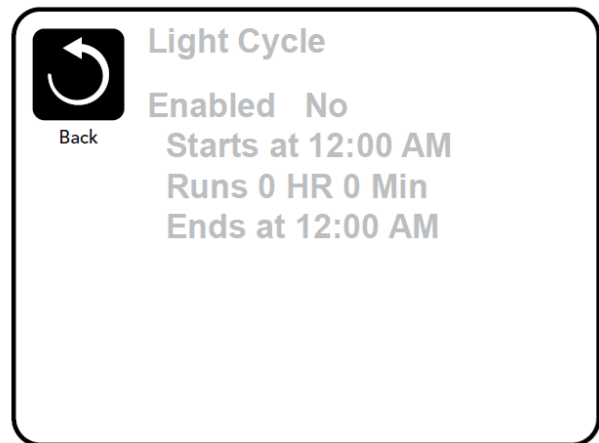 Light Cycle
Enabled No
Back
Starts at 12:00 AM
Runs 0 HR 0 Min
Ends at 12:00 AM